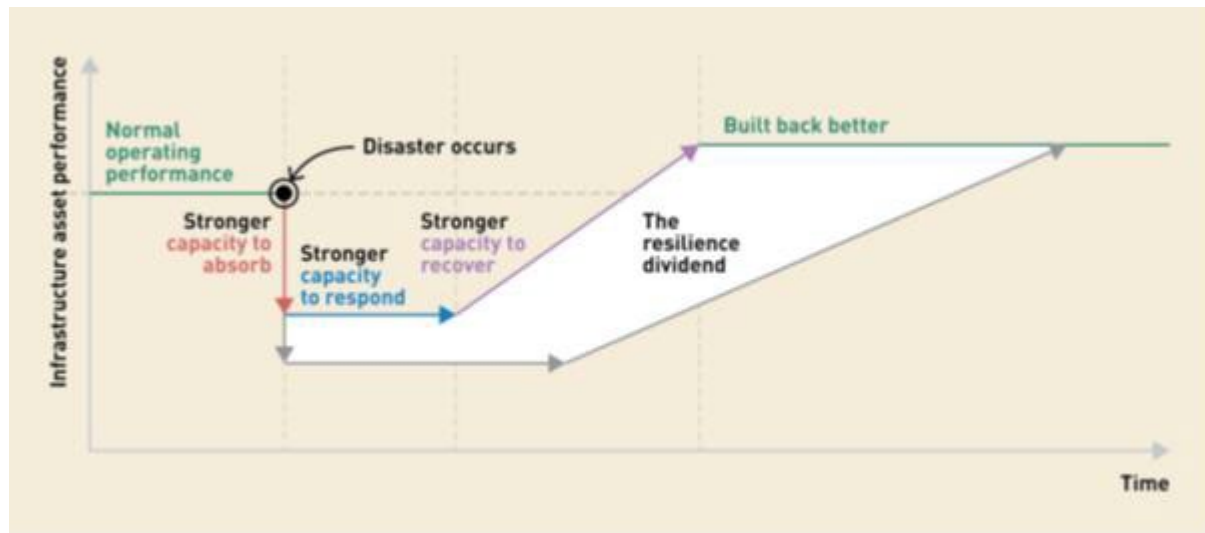 Infrastructure asset performance
Normal
operating
performance
Disaster occurs
Built back better
Stronger
capacity to
absorb
Stronger
capacity
to respond
Stronger
capacity to
recover
The
resilience
dividend
Time